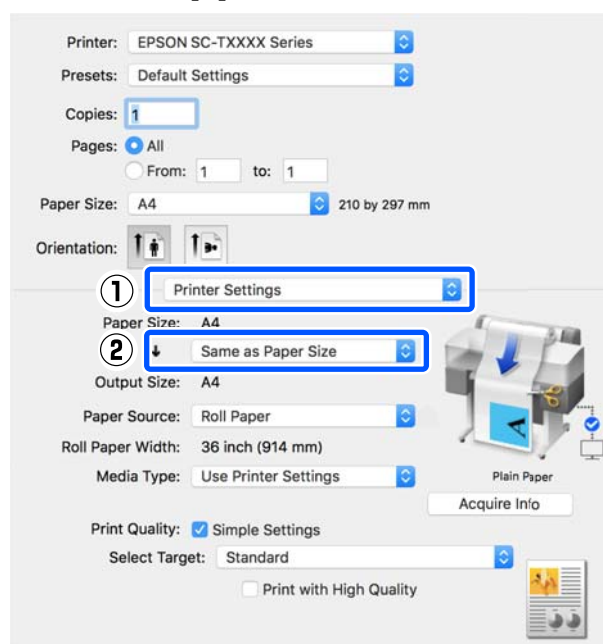 Printer: EPSON SC-TXXXX Series
Presets: Default Settings
Copies: 1
Pages: All
From: 1 to: 1
Paper Size: A4 210 by 297 mm
Orientation:
① Printer Settings
Paper Size: A4
② Same as Paper Size
Output Size: A4
Paper Source: Roll Paper
Roll Paper Width: 36 inch (914 mm)
Media Type: Use Printer Settings
Plain Paper
Acquire Info
Print Quality: Simple Settings
Select Target: Standard
Print with High Quality